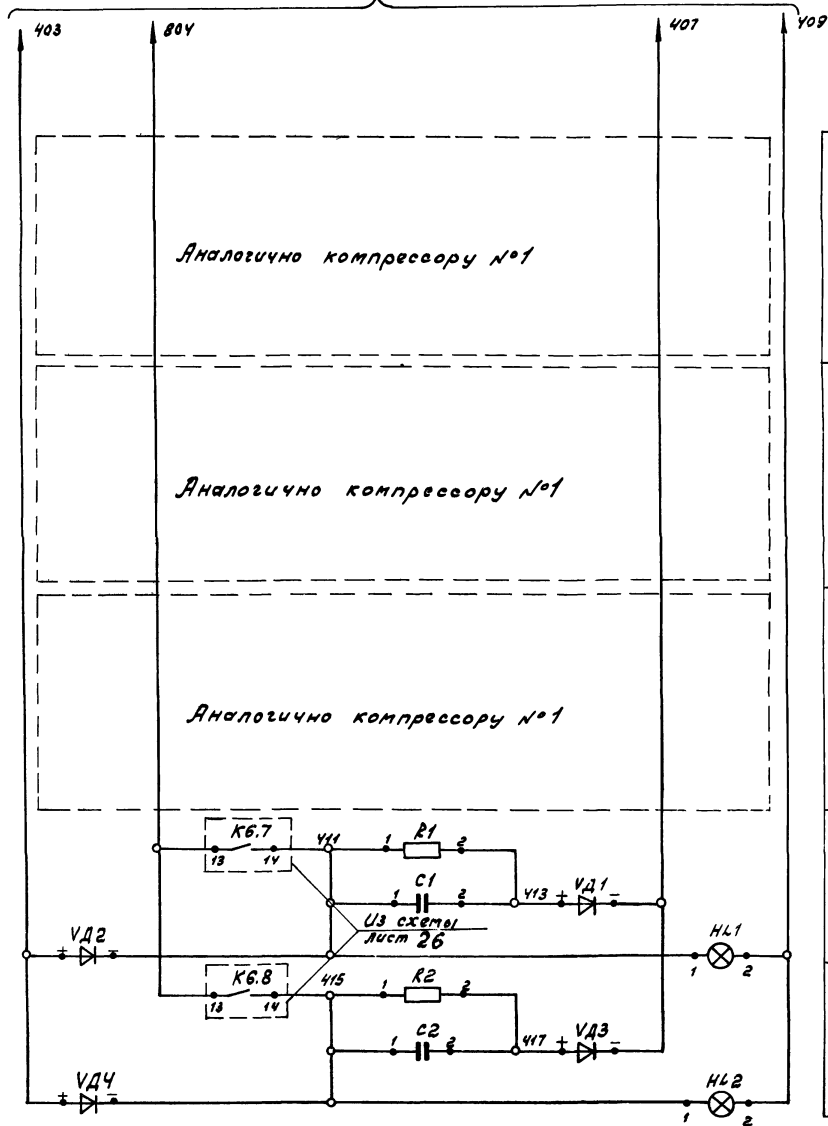 403 804 407 409
Аналогично компрессору №1
Аналогично компрессору №1
Аналогично компрессору №1
К6.7 411 1 R1 2
13 14
1 C1 2 413 + VД1 -
Из схемы
лист 26
+ VД2 - 1 HL1 2
К6.8 415 1 R2 2
13 14
1 C2 2 417 + VД3 -
+ VД4 - 1 HL2 2